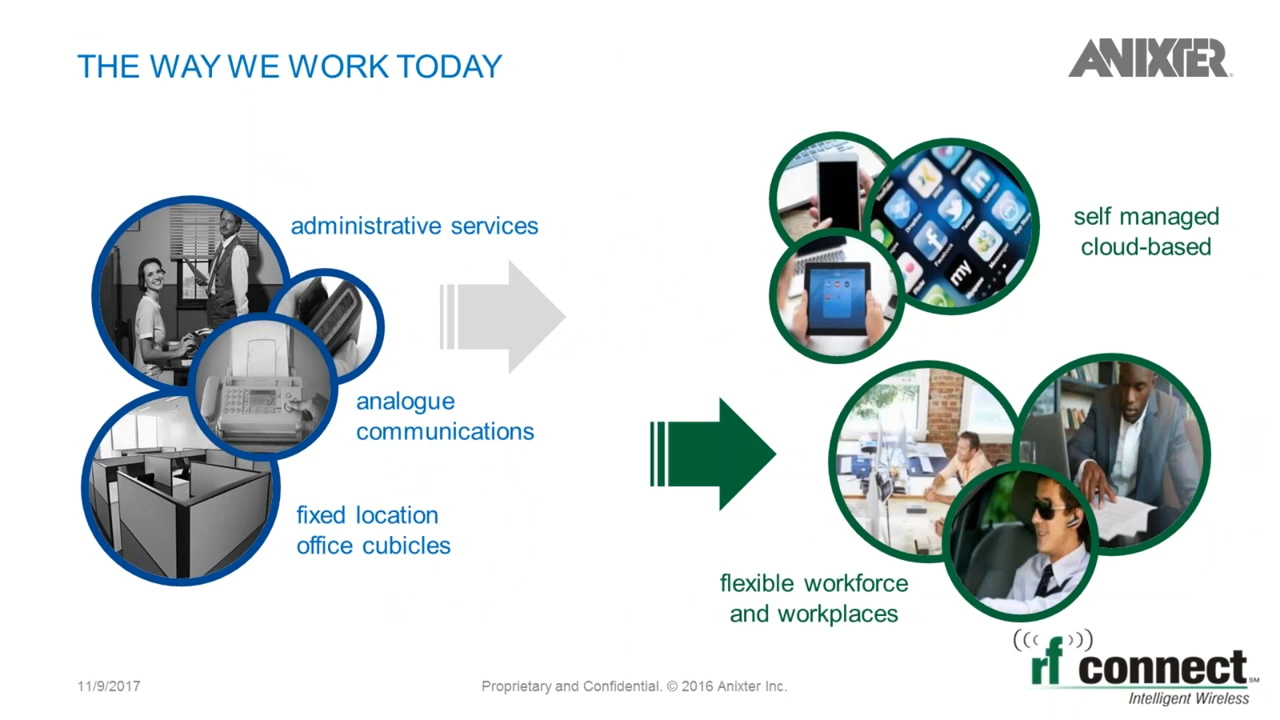 THE WAY WE WORK TODAY
ANIXTER
administrative services
analogue
communications
fixed location
office cubicles
self managed
cloud-based
flexible workforce
and workplaces
rf connect SM
Intelligent Wireless
11/9/2017
Proprietary and Confidential. © 2016 Anixter Inc.